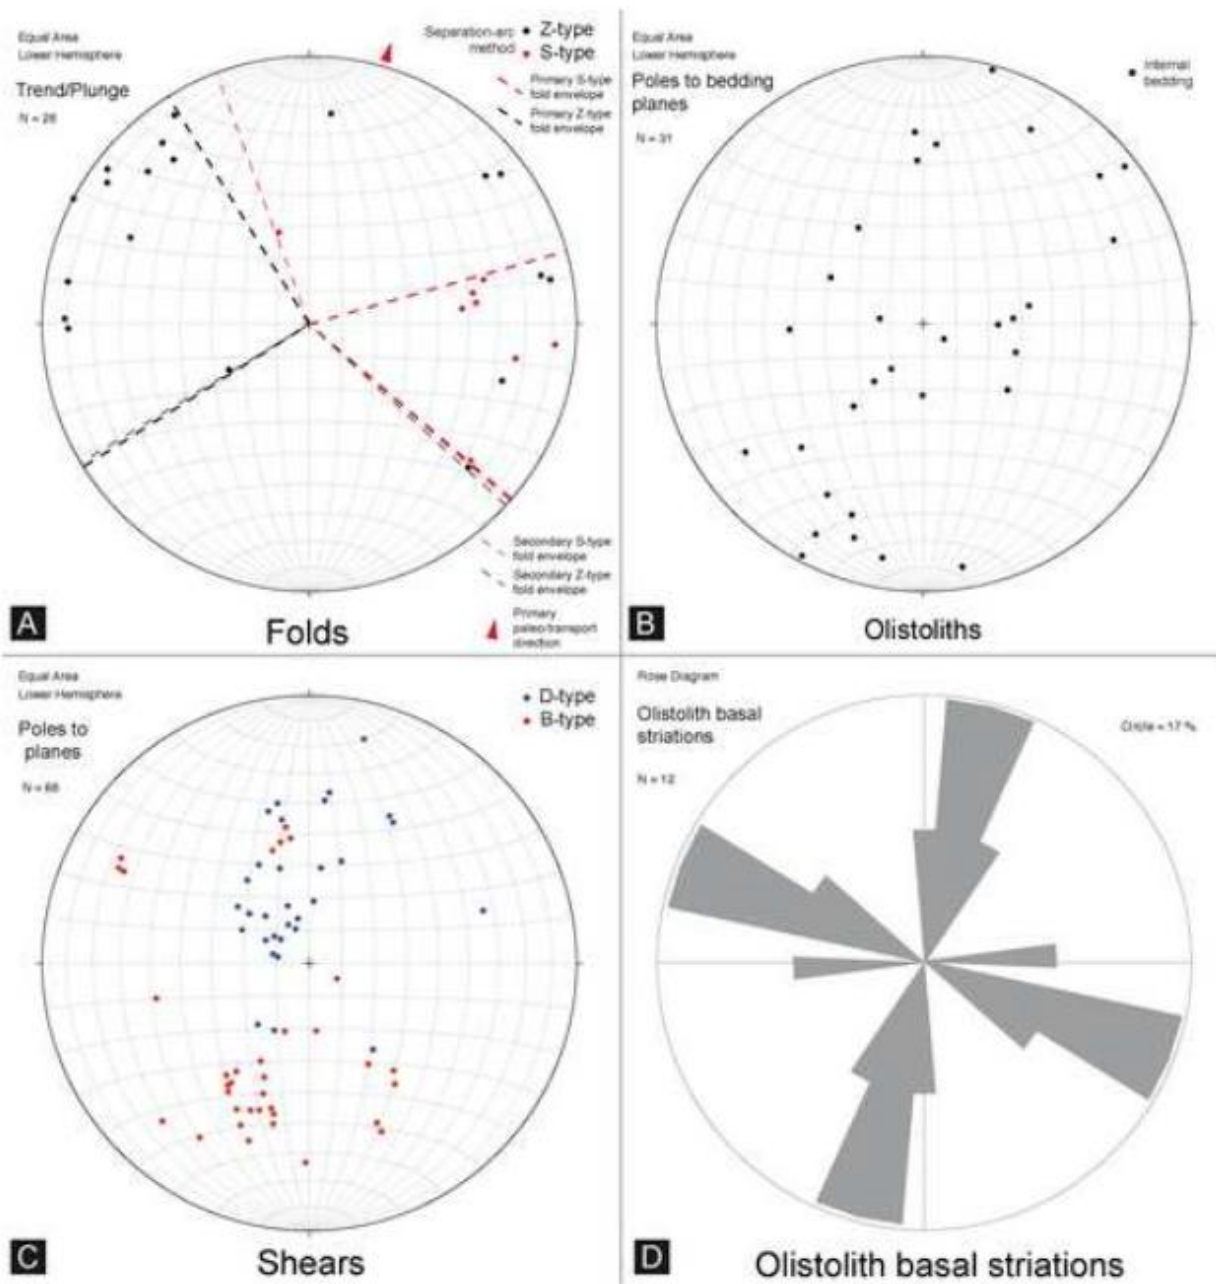 Equal Area
Lower Hemisphere
Trend/Plunge
N = 28
Separation-arc
method
Z-type
S-type
Primary S-type
fold envelope
Primary Z-type
fold envelope
Secondary S-type
fold envelope
Secondary Z-type
fold envelope
Primary
paleo/transport
direction
A
Folds
Equal Area
Lower Hemisphere
Poles to bedding
planes
N = 31
Internal
bedding
B
Olistoliths
Equal Area
Lower Hemisphere
Poles to
planes
N = 68
D-type
B-type
C
Shears
Rose Diagram
Olistolith basal
striations
N = 12
Circle = 17 %
D
Olistolith basal striations